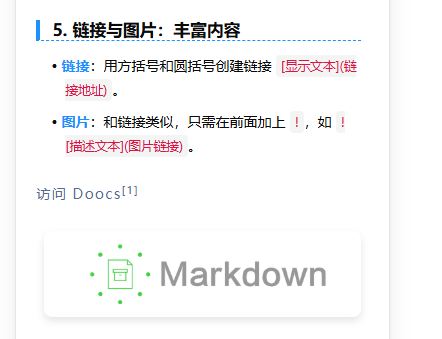 5. 链接与图片：丰富内容
• 链接：用方括号和圆括号创建链接 [显示文本](链
接地址) 。
• 图片：和链接类似，只需在前面加上 ! ，如 !
[描述文本](图片链接) 。
访问 Doocs[1]
Markdown